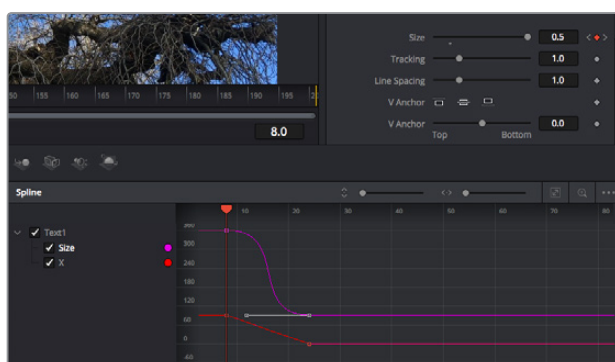 Size 0.5
Tracking 1.0
Line Spacing 1.0
V Anchor
V Anchor 0.0
Top Bottom
155 160 165 170 175 180 185 190 195
8.0
Spline
Text1
Size
X
10 20 30 40 50 60 70 80
360
300
240
180
120
60
0
-60